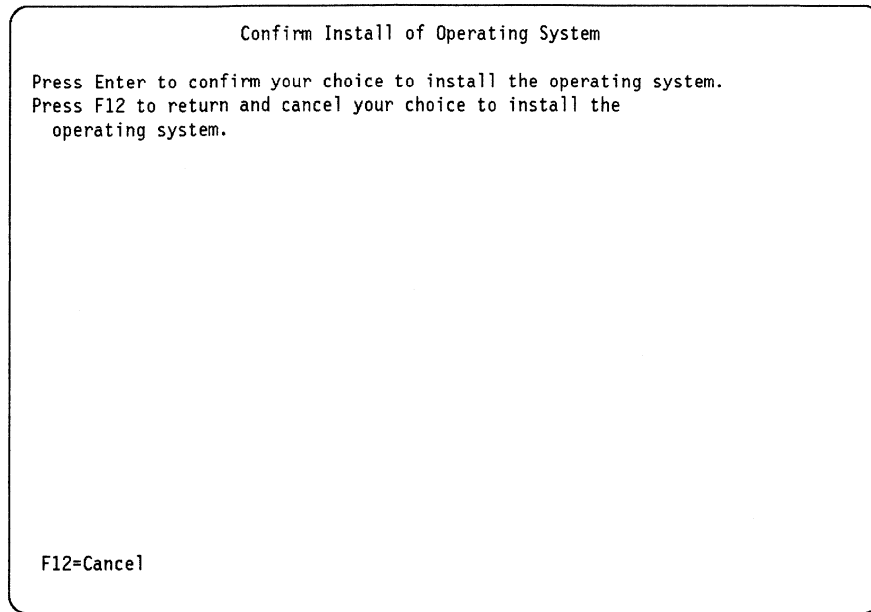 Confirm Install of Operating System
Press Enter to confirm your choice to install the operating system.
Press F12 to return and cancel your choice to install the
operating system.
F12=Cancel